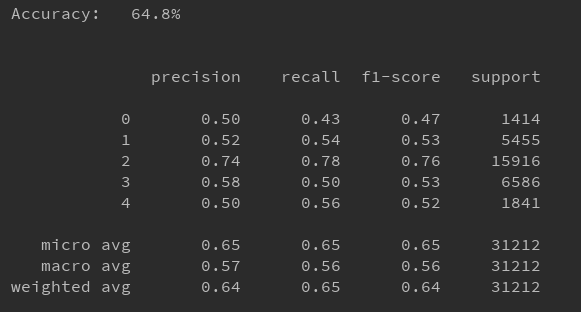 Accuracy: 64.8%
precision recall f1-score support
0 0.50 0.43 0.47 1414
1 0.52 0.54 0.53 5455
2 0.74 0.78 0.76 15916
3 0.58 0.50 0.53 6586
4 0.50 0.56 0.52 1841
micro avg 0.65 0.65 0.65 31212
macro avg 0.57 0.56 0.56 31212
weighted avg 0.64 0.65 0.64 31212